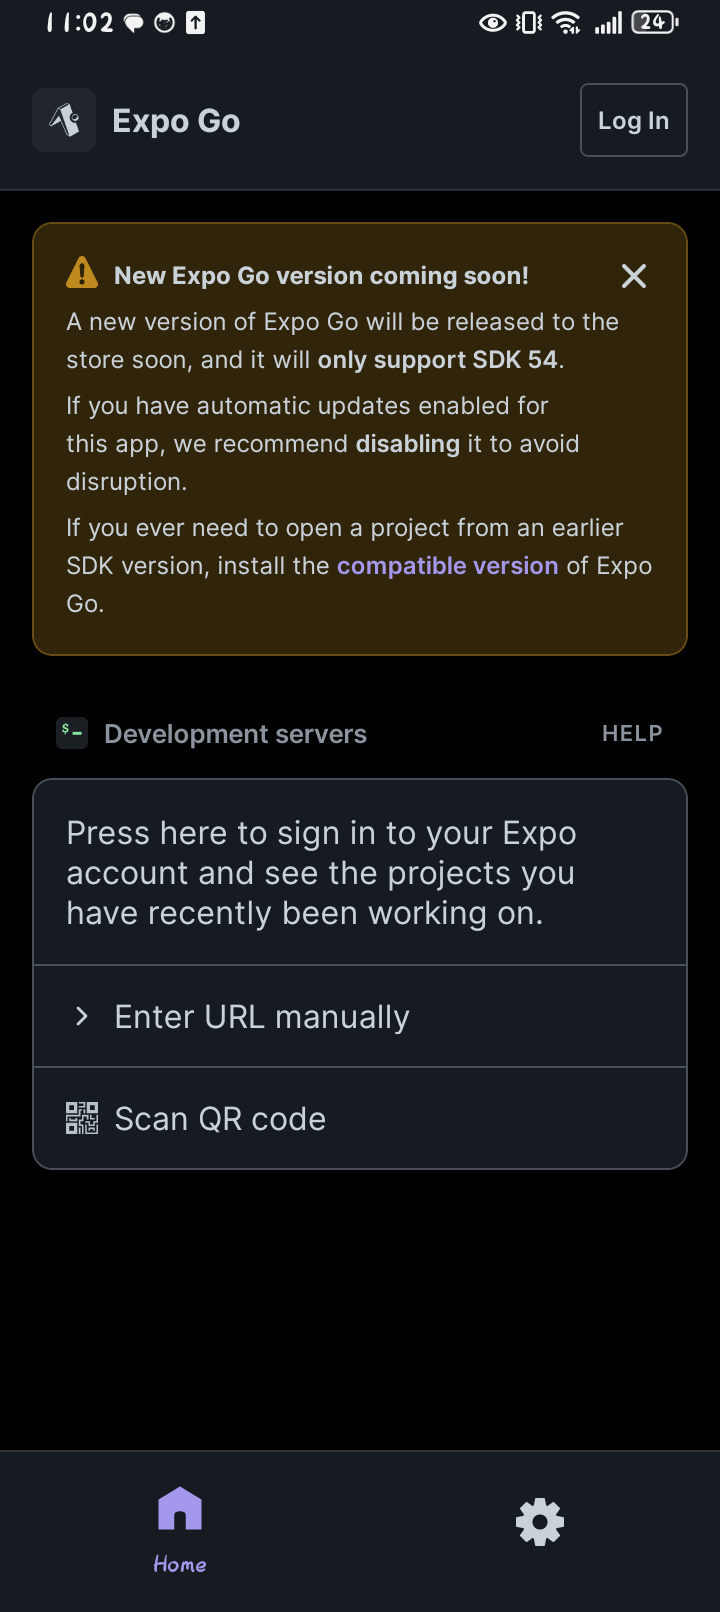 11:02
24
Expo Go
Log In
New Expo Go version coming soon!
A new version of Expo Go will be released to the
store soon, and it will only support SDK 54.
If you have automatic updates enabled for
this app, we recommend disabling it to avoid
disruption.
If you ever need to open a project from an earlier
SDK version, install the compatible version of Expo
Go.
$
Development servers
HELP
Press here to sign in to your Expo
account and see the projects you
have recently been working on.
Enter URL manually
Scan QR code
Home